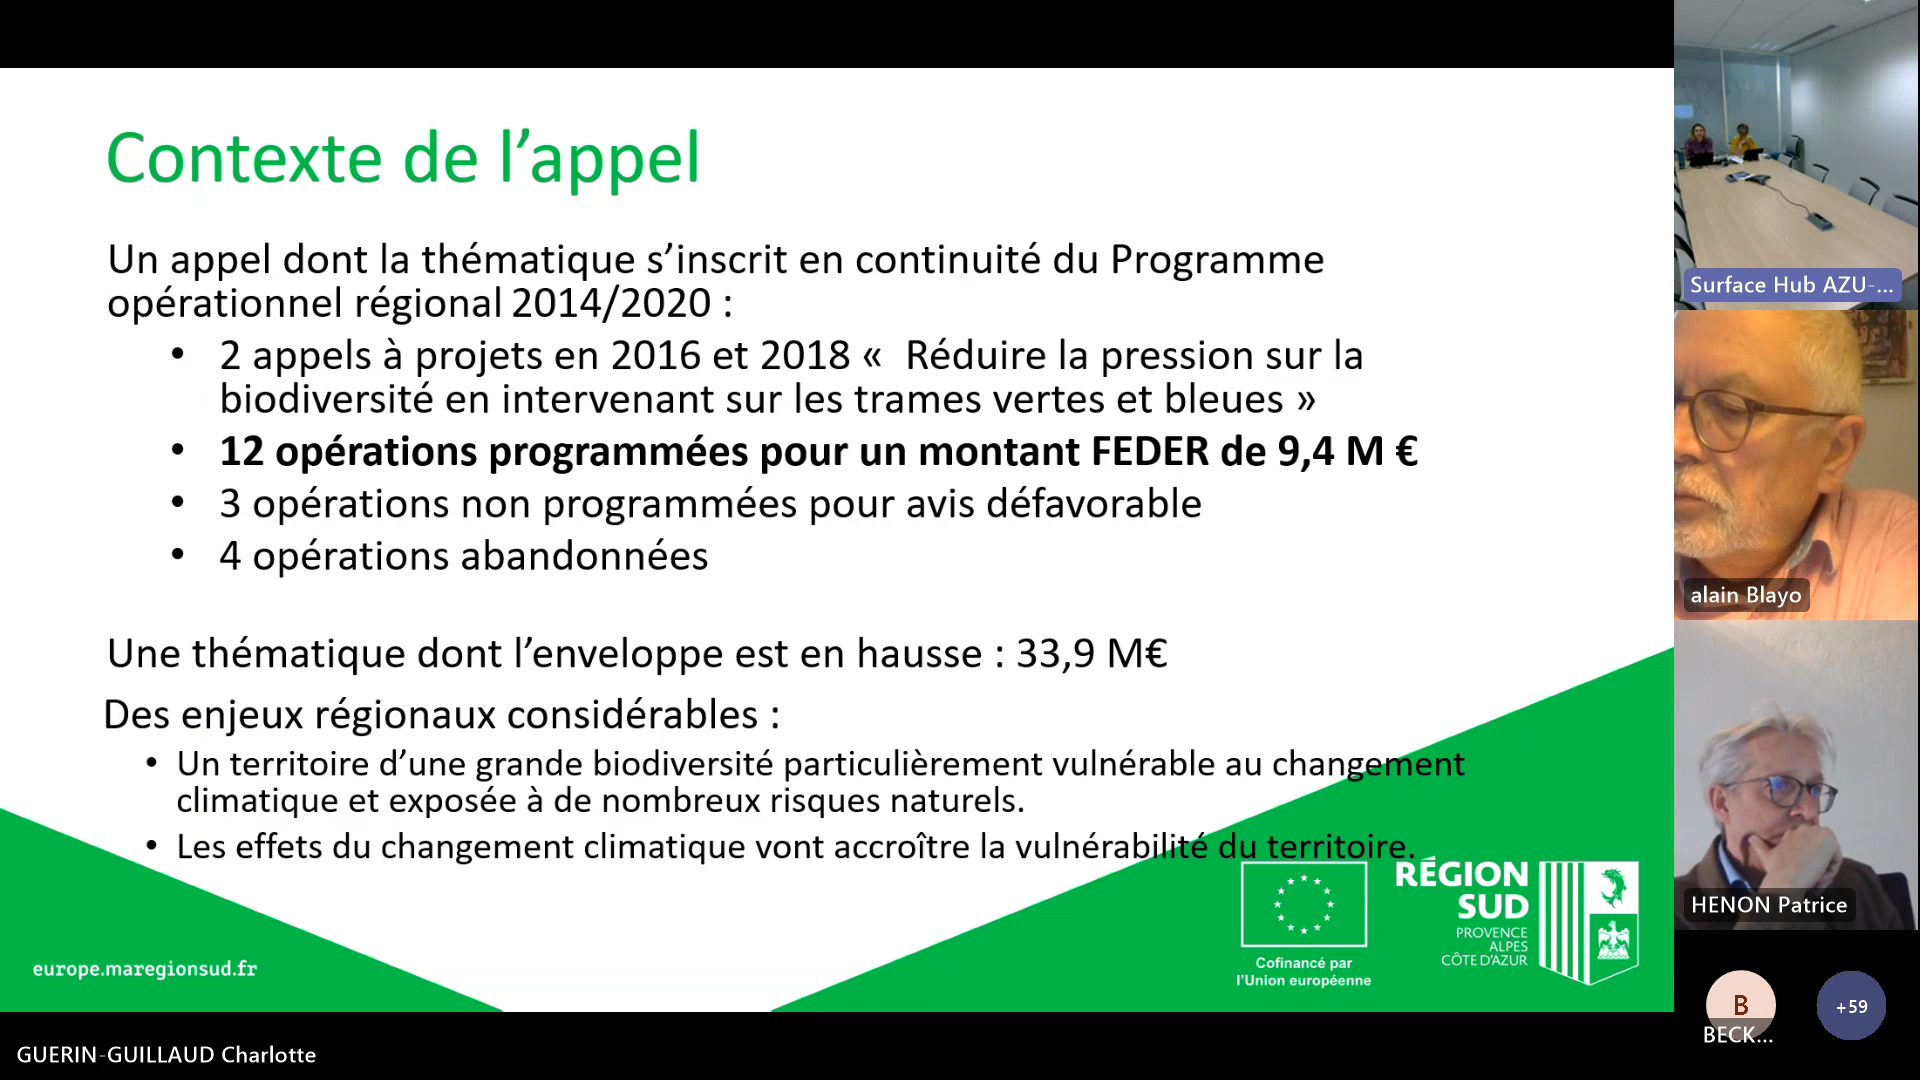 Contexte de l’appel
Un appel dont la thématique s’inscrit en continuité du Programme
opérationnel régional 2014/2020 :
• 2 appels à projets en 2016 et 2018 «  Réduire la pression sur la
biodiversité en intervenant sur les trames vertes et bleues »
• 12 opérations programmées pour un montant FEDER de 9,4 M €
• 3 opérations non programmées pour avis défavorable
• 4 opérations abandonnées
Une thématique dont l’enveloppe est en hausse : 33,9 M€
Des enjeux régionaux considérables :
• Un territoire d’une grande biodiversité particulièrement vulnérable au changement
climatique et exposée à de nombreux risques naturels.
• Les effets du changement climatique vont accroître la vulnérabilité du territoire.
europe.maregionsud.fr
Cofinancé par
l’Union européenne
RÉGION
SUD
PROVENCE
ALPES
CÔTE D’AZUR
GUERIN-GUILLAUD Charlotte
Surface Hub AZU-...
alain Blayo
HENON Patrice
B
BECK...
+59